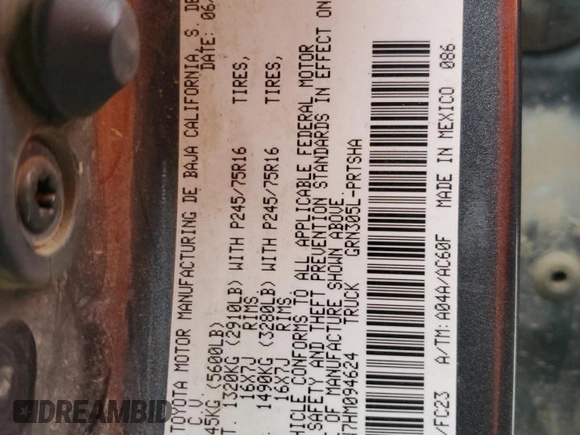 TOYOTA MOTOR MANUFACTURING DE BAJA CALIFORNIA, S. DE
C.V. DATE: 06/
45KG (5600LB)
T. 1320KG (2910LB) WITH P245/75R16 TIRES,
16X7J RIMS,
1490KG (3280LB) WITH P245/75R16 TIRES,
16X7J RIMS,
HICLE CONFORMS TO ALL APPLICABLE FEDERAL MOTOR
SAFETY AND THEFT PREVENTION STANDARDS IN EFFECT ON
OF MANUFACTURE SHOWN ABOVE.
N7HM094624 TRUCK GRN305L-PRTSHA
/FC23 A/TM: A04A/AC60F MADE IN MEXICO 086
DREAMBID